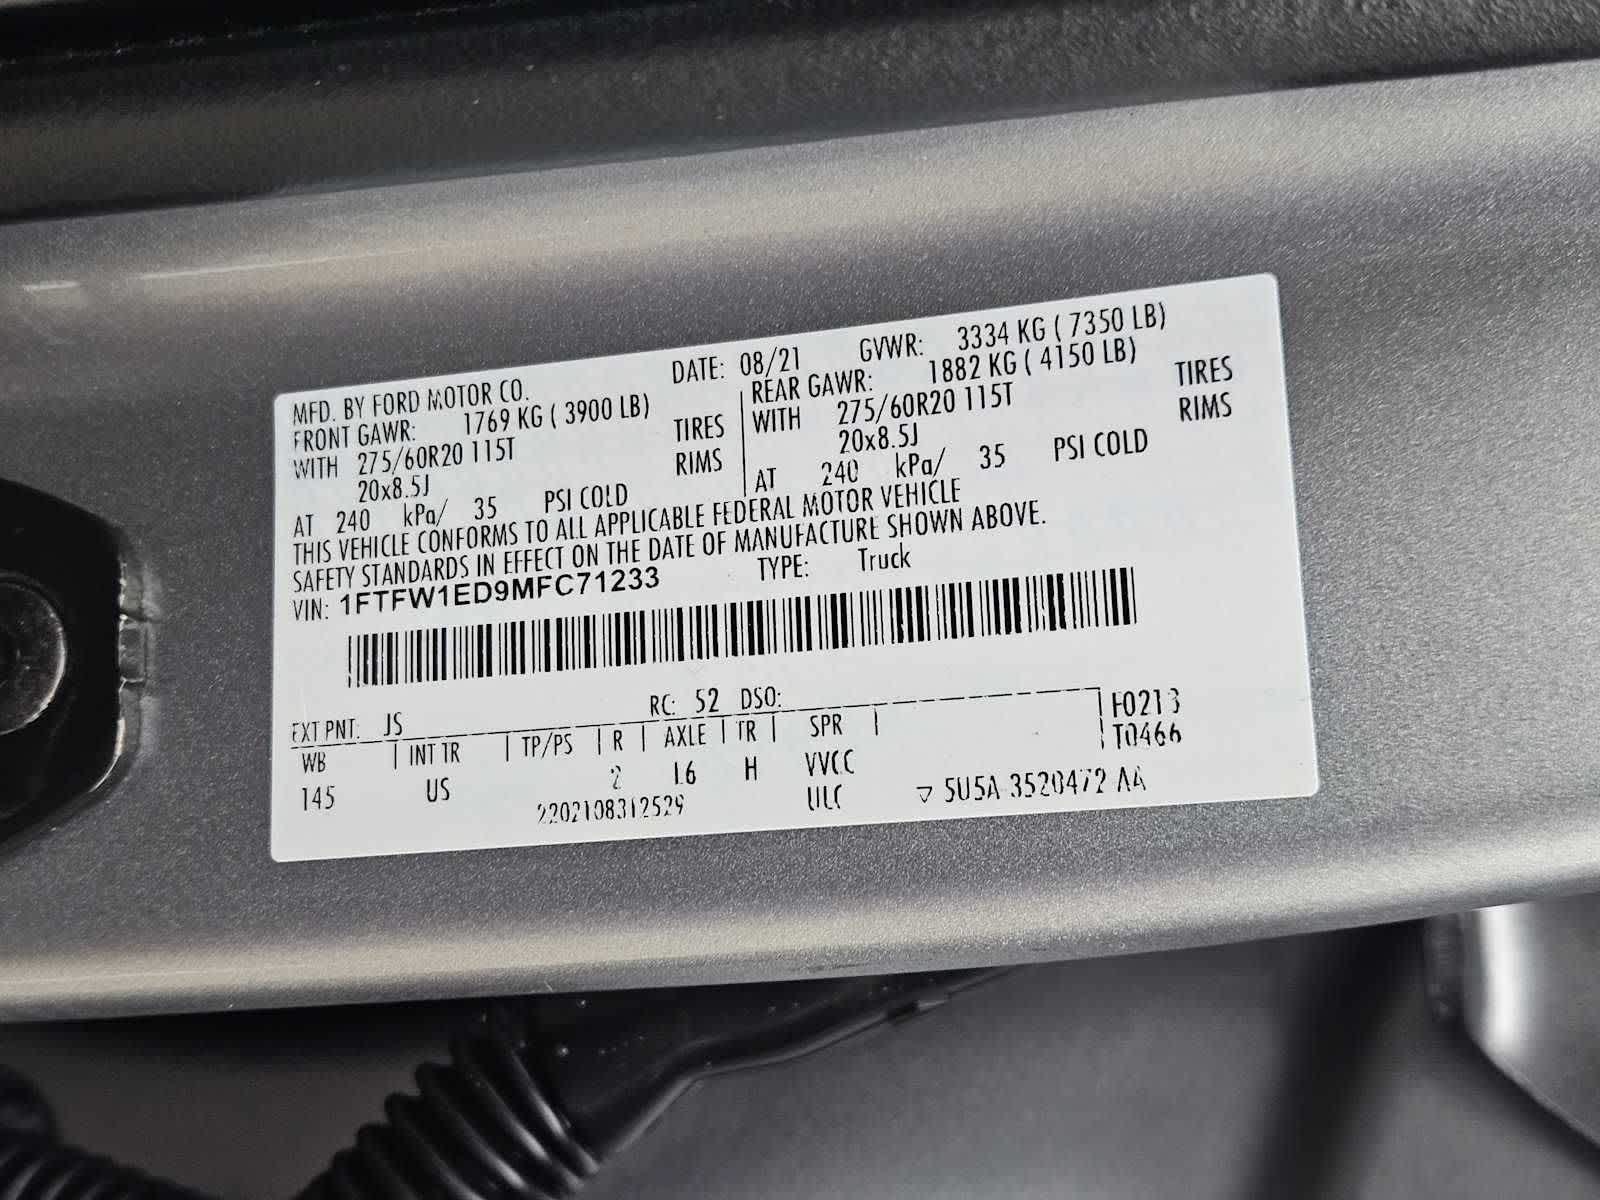 MFD. BY FORD MOTOR CO. DATE: 08/21 GVWR: 3334 KG ( 7350 LB)
FRONT GAWR: 1769 KG ( 3900 LB)
WITH 275/60R20 115T TIRES
20x8.5J RIMS
AT 240 kPa/ 35 PSI COLD
REAR GAWR: 1882 KG ( 4150 LB)
WITH 275/60R20 115T TIRES
20x8.5J RIMS
AT 240 kPa/ 35 PSI COLD
THIS VEHICLE CONFORMS TO ALL APPLICABLE FEDERAL MOTOR VEHICLE
SAFETY STANDARDS IN EFFECT ON THE DATE OF MANUFACTURE SHOWN ABOVE.
VIN: 1FTFW1ED9MFC71233 TYPE: Truck
EXT PNT: JS RC: 52 DSO: F0213
WB INT TR TP/PS R AXLE TR SPR T0466
145 US 2 L6 H VVCC
2202108312529 ULC ▽ 5U5A 3520472 AA